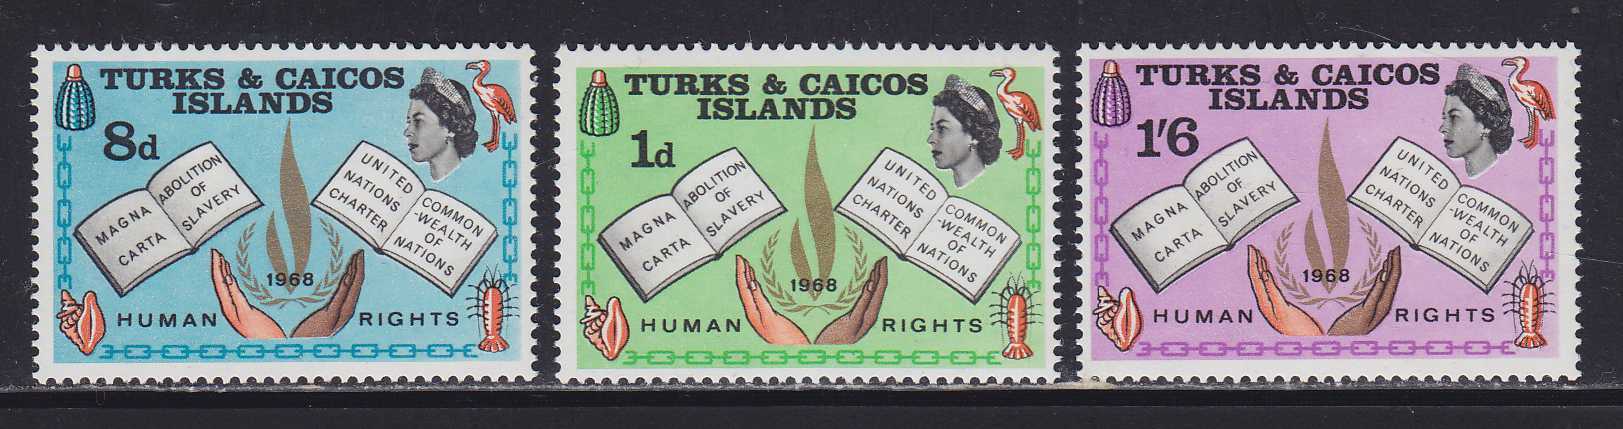 TURKS & CAICOS
ISLANDS
8d
MAGNA
CARTA
ABOLITION
OF
SLAVERY
UNITED
NATIONS
CHARTER
COMMON
-WEALTH
OF
NATIONS
1968
HUMAN RIGHTS
TURKS & CAICOS
ISLANDS
1d
MAGNA
CARTA
ABOLITION
OF
SLAVERY
UNITED
NATIONS
CHARTER
COMMON
-WEALTH
OF
NATIONS
1968
HUMAN RIGHTS
TURKS & CAICOS
ISLANDS
1'6
MAGNA
CARTA
ABOLITION
OF
SLAVERY
UNITED
NATIONS
CHARTER
COMMON
-WEALTH
OF
NATIONS
1968
HUMAN RIGHTS